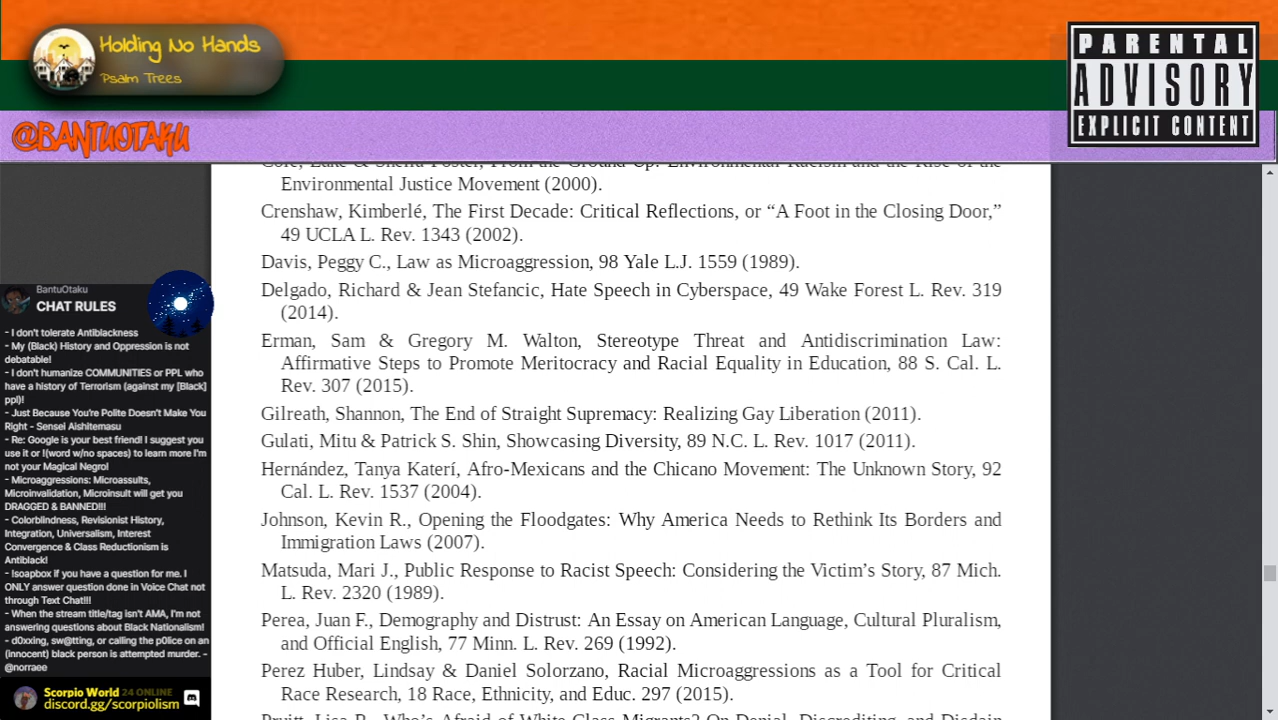 Holding No Hands
Psalm Trees
PARENTAL
ADVISORY
EXPLICIT CONTENT
@BANTUOTAKU
Environmental Justice Movement (2000).
Crenshaw, Kimberlé, The First Decade: Critical Reflections, or “A Foot in the Closing Door,”
49 UCLA L. Rev. 1343 (2002).
Davis, Peggy C., Law as Microaggression, 98 Yale L.J. 1559 (1989).
Delgado, Richard & Jean Stefancic, Hate Speech in Cyberspace, 49 Wake Forest L. Rev. 319
(2014).
Erman, Sam & Gregory M. Walton, Stereotype Threat and Antidiscrimination Law:
Affirmative Steps to Promote Meritocracy and Racial Equality in Education, 88 S. Cal. L.
Rev. 307 (2015).
Gilreath, Shannon, The End of Straight Supremacy: Realizing Gay Liberation (2011).
Gulati, Mitu & Patrick S. Shin, Showcasing Diversity, 89 N.C. L. Rev. 1017 (2011).
Hernández, Tanya Katerí, Afro-Mexicans and the Chicano Movement: The Unknown Story, 92
Cal. L. Rev. 1537 (2004).
Johnson, Kevin R., Opening the Floodgates: Why America Needs to Rethink Its Borders and
Immigration Laws (2007).
Matsuda, Mari J., Public Response to Racist Speech: Considering the Victim’s Story, 87 Mich.
L. Rev. 2320 (1989).
Perea, Juan F., Demography and Distrust: An Essay on American Language, Cultural Pluralism,
and Official English, 77 Minn. L. Rev. 269 (1992).
Perez Huber, Lindsay & Daniel Solorzano, Racial Microaggressions as a Tool for Critical
Race Research, 18 Race, Ethnicity, and Educ. 297 (2015).
BantuOtaku
CHAT RULES
- I don't tolerate Antiblackness
- My (Black) History and Oppression is not
debatable!
- I don't humanize COMMUNITIES or PPL who
have a history of Terrorism (against my [Black]
ppl)!
- Just Because You're Polite Doesn't Make You
Right - Sensei Aishitemasu
- Re: Google is your best friend! I suggest you
use it or !(word w/no spaces) to learn more I'm
not your Magical Negro!
- Microaggressions: Microassults,
Microinvalidation, Microinsult will get you
DRAGGED & BANNED!!!
- Colorblindness, Revisionist History,
Integration, Universalism, Interest
Convergence & Class Reductionism is
Antiblack!
- !soapbox if you have a question for me. I
ONLY answer question done in Voice Chat not
through Text Chat!!!
- When the stream title/tag isn't AMA, I'm not
answering questions about Black Nationalism!
- d0xxing, sw@tting, or calling the p0lice on an
(innocent) black person is attempted murder. -
@norraee
Scorpio World 24 ONLINE
discord.gg/scorpiolism